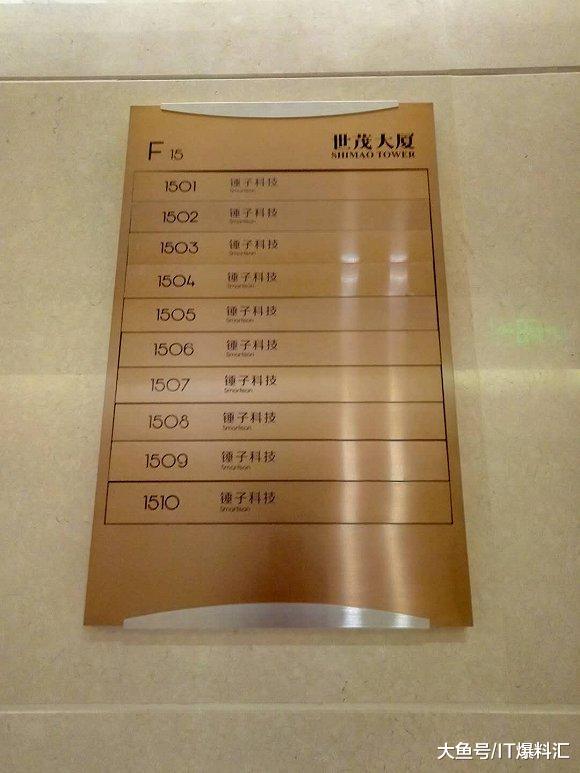 F 15
世茂大厦
SHIMAO TOWER
1501 锤子科技
Smartisan
1502 锤子科技
Smartisan
1503 锤子科技
Smartisan
1504 锤子科技
Smartisan
1505 锤子科技
Smartisan
1506 锤子科技
Smartisan
1507 锤子科技
Smartisan
1508 锤子科技
Smartisan
1509 锤子科技
Smartisan
1510 锤子科技
Smartisan
大鱼号/IT爆料汇